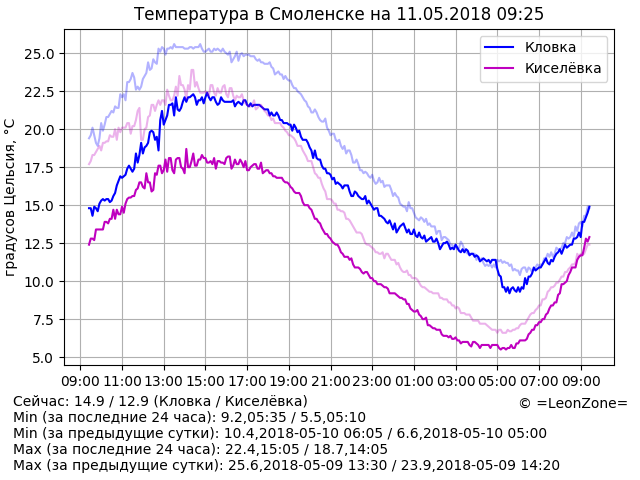 Температура в Смоленске на 11.05.2018 09:25
Кловка
Киселёвка
градусов Цельсия, °C
25.0
22.5
20.0
17.5
15.0
12.5
10.0
7.5
5.0
09:00 11:00 13:00 15:00 17:00 19:00 21:00 23:00 01:00 03:00 05:00 07:00 09:00
Сейчас: 14.9 / 12.9 (Кловка / Киселёвка)
© =LeonZone=
Min (за последние 24 часа): 9.2,05:35 / 5.5,05:10
Min (за предыдущие сутки): 10.4,2018-05-10 06:05 / 6.6,2018-05-10 05:00
Max (за последние 24 часа): 22.4,15:05 / 18.7,14:05
Max (за предыдущие сутки): 25.6,2018-05-09 13:30 / 23.9,2018-05-09 14:20